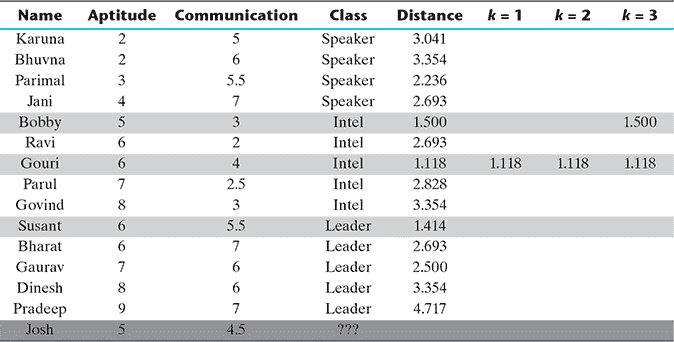 Name Aptitude Communication Class Distance k = 1 k = 2 k = 3
Karuna 2 5 Speaker 3.041
Bhuvna 2 6 Speaker 3.354
Parimal 3 5.5 Speaker 2.236
Jani 4 7 Speaker 2.693
Bobby 5 3 Intel 1.500 1.500
Ravi 6 2 Intel 2.693
Gouri 6 4 Intel 1.118 1.118 1.118 1.118
Parul 7 2.5 Intel 2.828
Govind 8 3 Intel 3.354
Susant 6 5.5 Leader 1.414
Bharat 6 7 Leader 2.693
Gaurav 7 6 Leader 2.500
Dinesh 8 6 Leader 3.354
Pradeep 9 7 Leader 4.717
Josh 5 4.5 ???